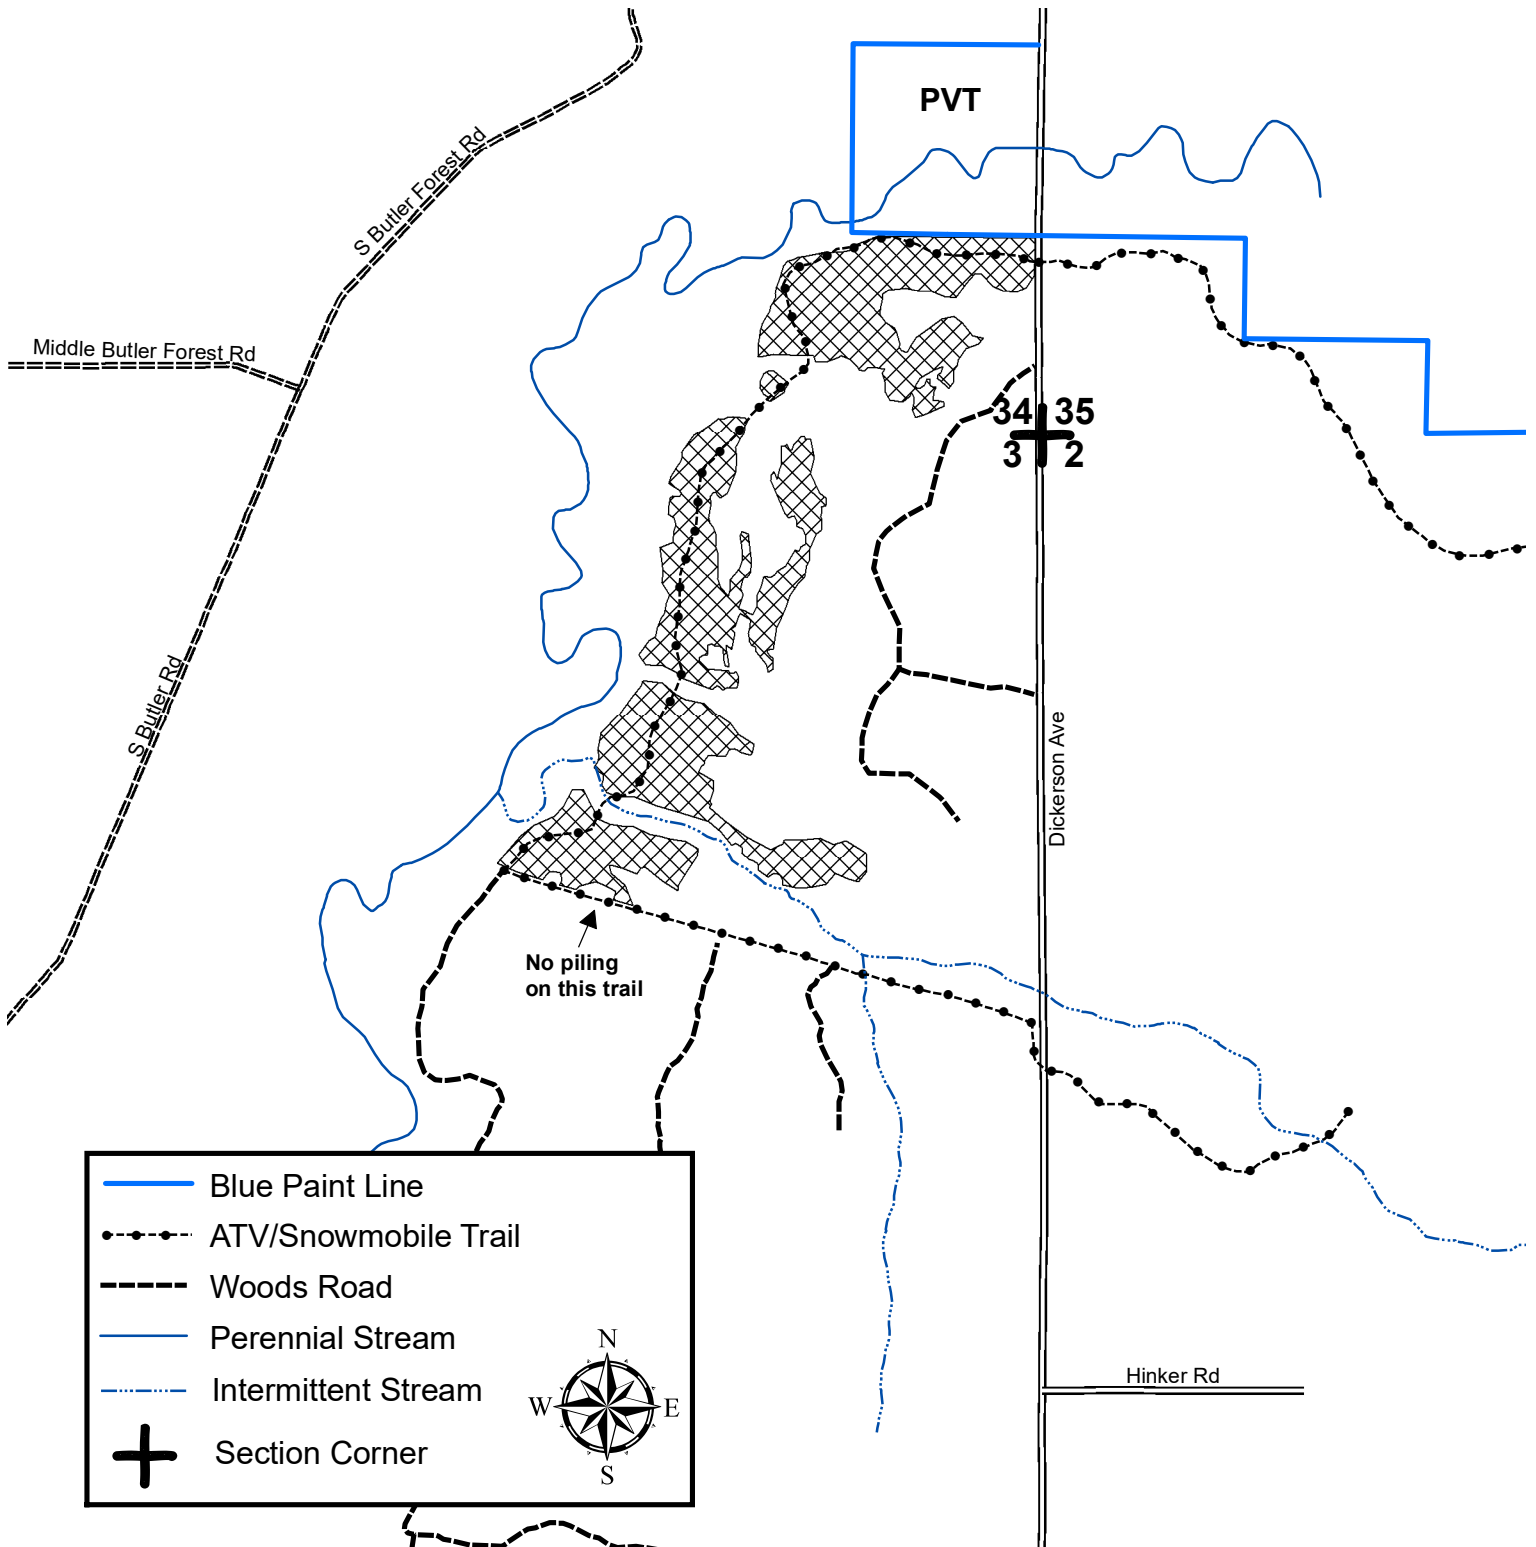 PVT
S Butler Forest Rd
Middle Butler Forest Rd
34 35
3 2
S Butler Rd
Dickerson Ave
No piling
on this trail
Blue Paint Line
ATV/Snowmobile Trail
Woods Road
Perennial Stream
Intermittent Stream
Section Corner
N
W E
S
Hinker Rd